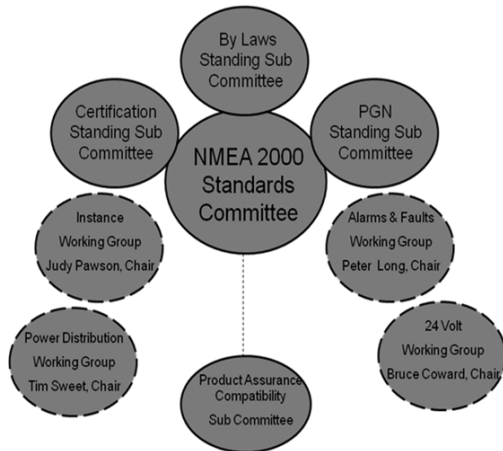 By Laws
Standing Sub
Committee
Certification
Standing Sub
Committee
PGN
Standing Sub
Committee
NMEA 2000
Standards
Committee
Instance
Working Group
Judy Pawson, Chair
Alarms & Faults
Working Group
Peter Long, Chair
Power Distribution
Working Group
Tim Sweet, Chair
24 Volt
Working Group
Bruce Coward, Chair
Product Assurance
Compatibility
Sub Committee